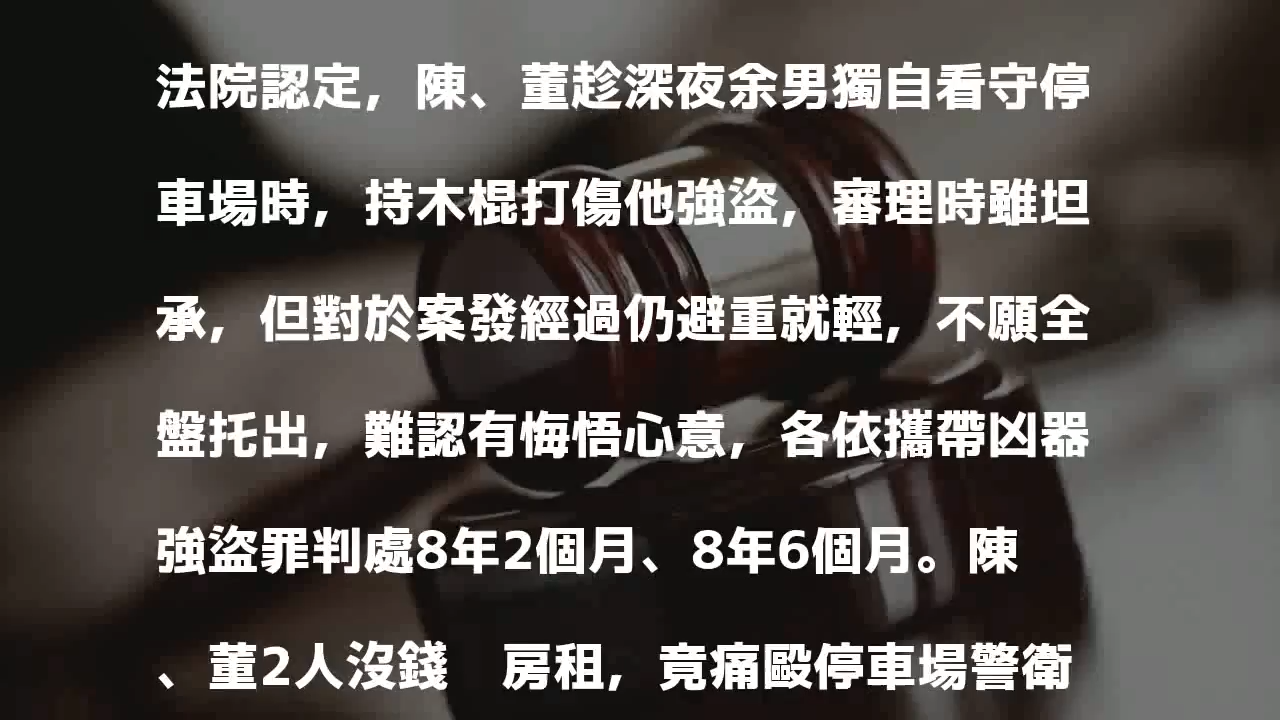 法院認定，陳、董趁深夜余男獨自看守停
車場時，持木棍打傷他強盜，審理時雖坦
承，但對於案發經過仍避重就輕，不願全
盤托出，難認有悔悟心意，各依攜帶凶器
強盜罪判處8年2個月、8年6個月。陳
、董2人沒錢　房租，竟痛毆停車場警衛